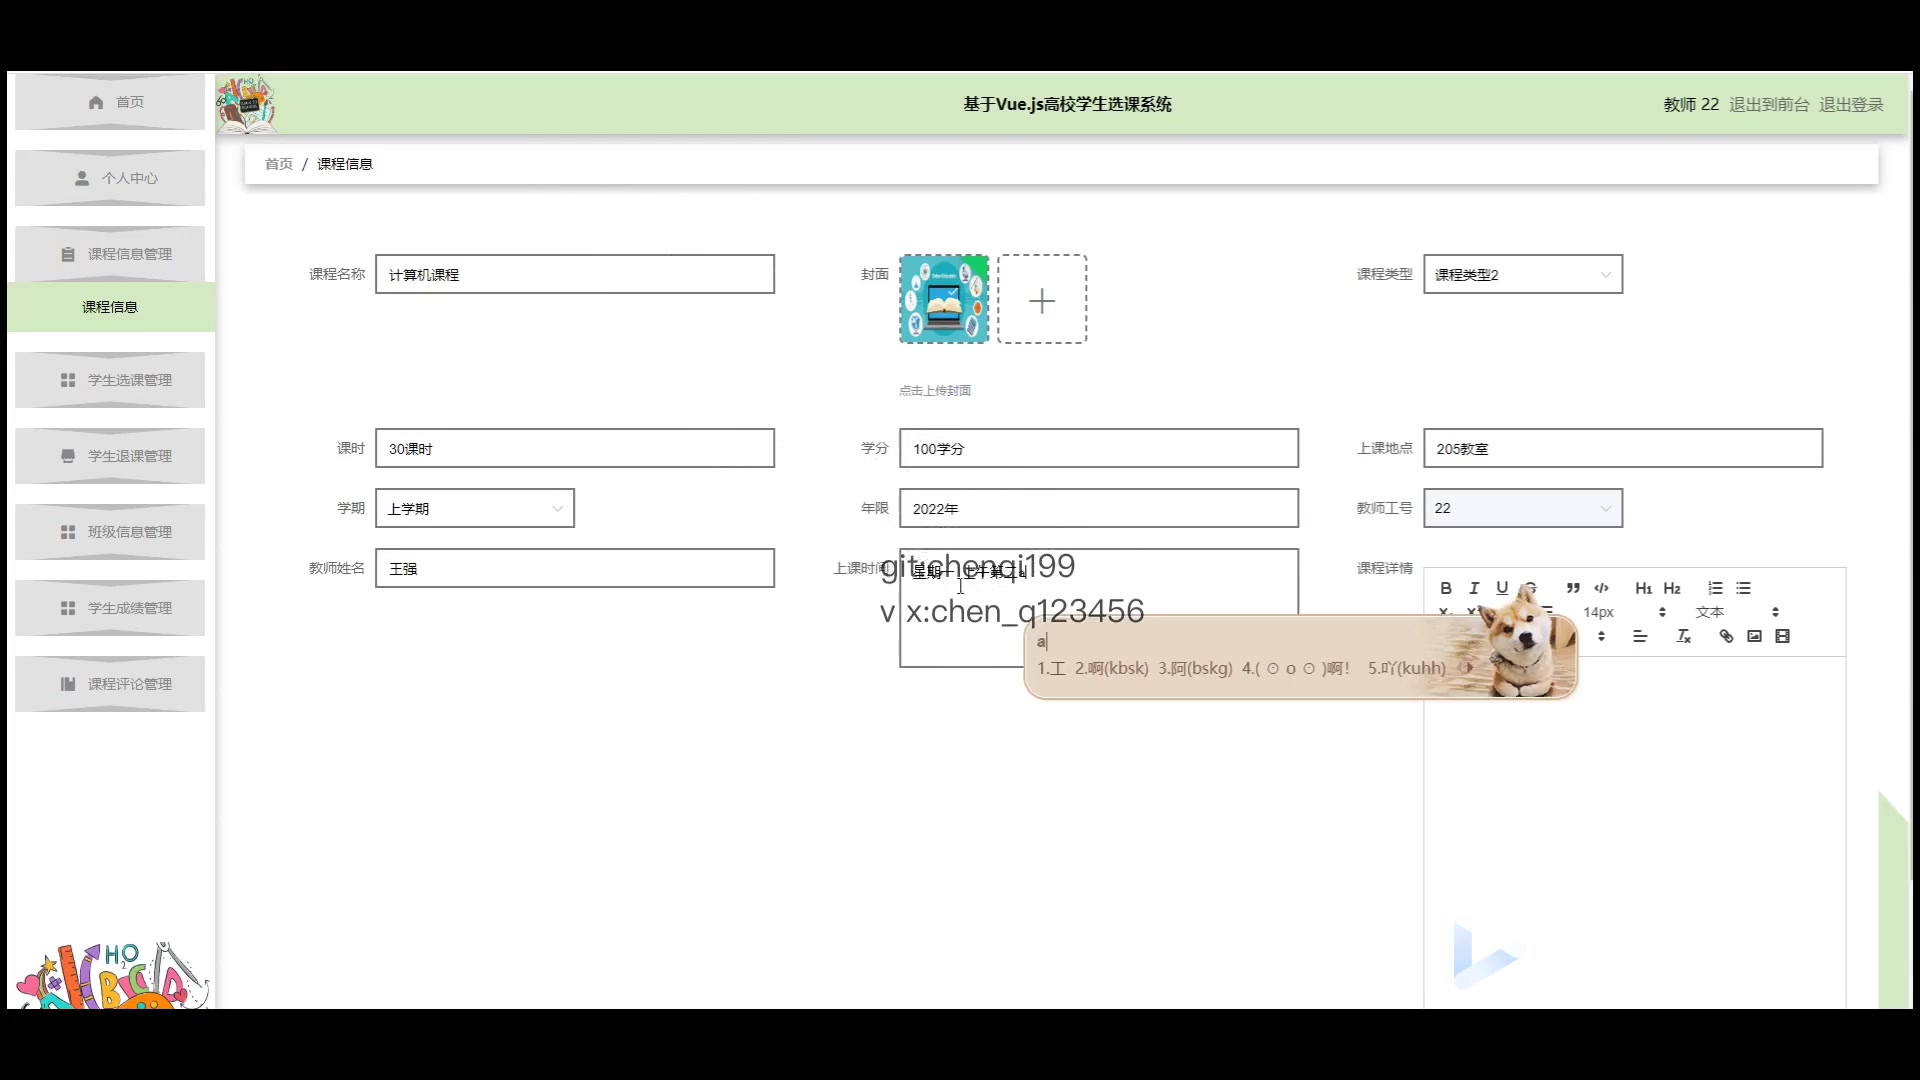 首页
个人中心
课程信息管理
课程信息
学生选课管理
学生退课管理
班级信息管理
学生成绩管理
课程评论管理
基于Vue.js高校学生选课系统
教师 22 退出到前台 退出登录
首页 / 课程信息
课程名称 计算机课程
封面
点击上传封面
课程类型 课程类型2
课时 30课时
学分 100学分
上课地点 205教室
学期 上学期
年限 2022年
教师工号 22
教师姓名 王强
上课时间
git:chenqi199
v x:chen_q123456
课程详情
B I U S ” </> H1 H2
14px 文本
a
1.工 2.啊(kbsk) 3.阿(bskg) 4.( ⊙ o ⊙ )啊! 5.吖(kuhh)